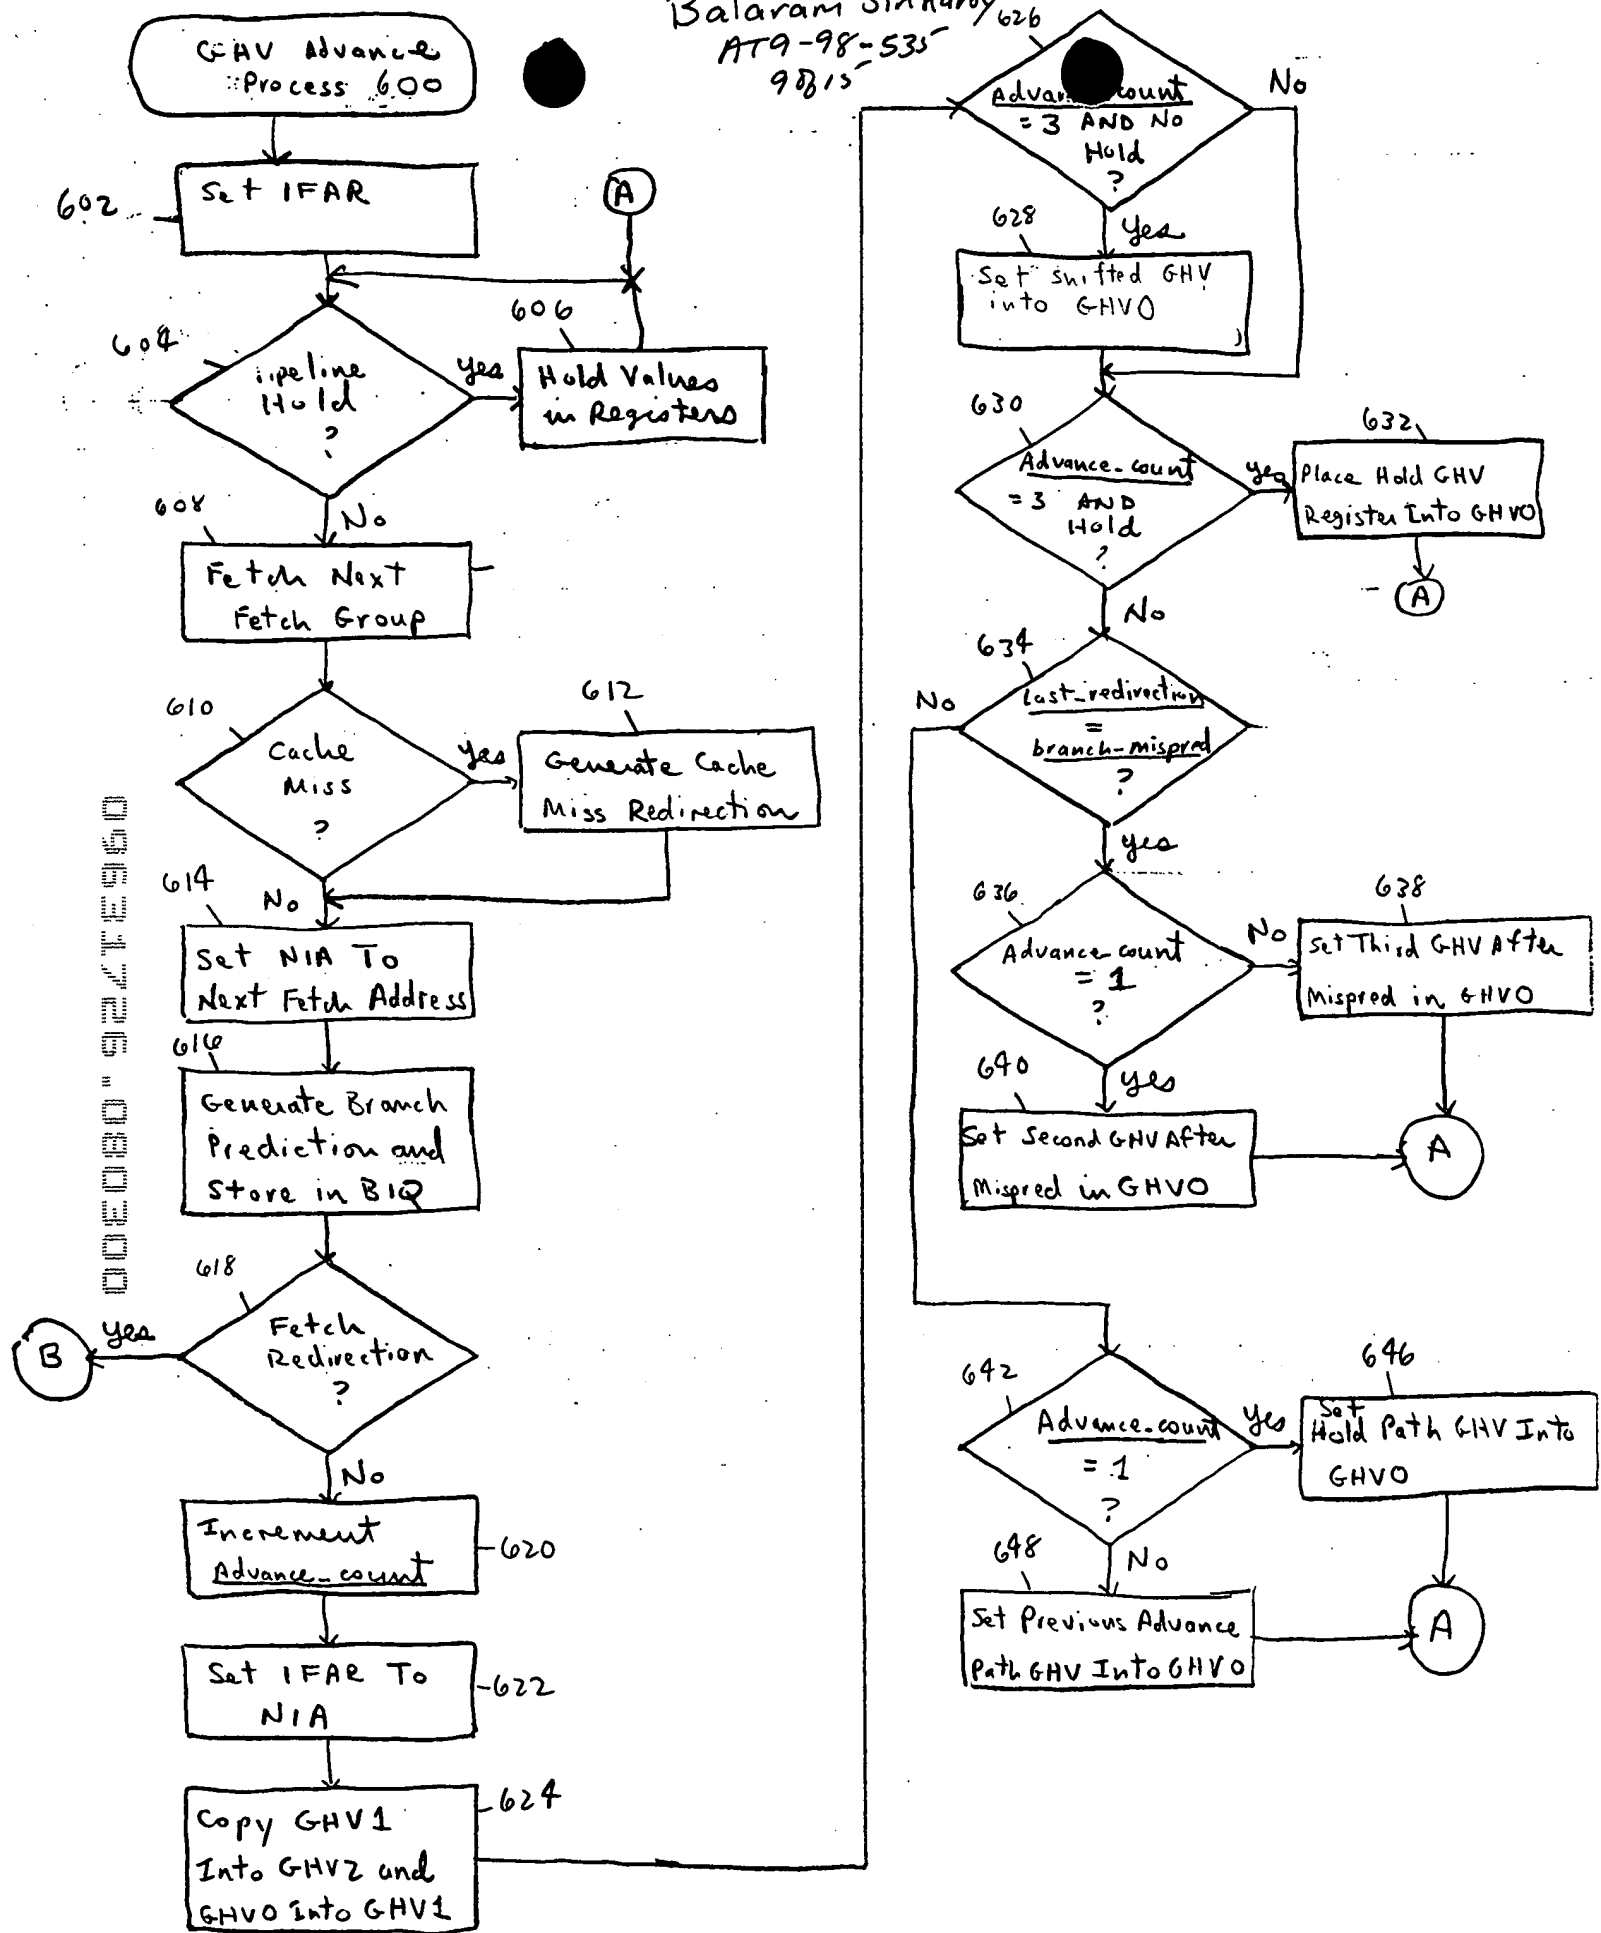 Balaram
AT9-98-535
9 of 15
GHV Advance
Process 600
602
Set IFAR
A
604
Pipeline
Hold
?
Yes
606
Hold Values
in Registers
No
608
Fetch Next
Fetch Group
610
Cache
Miss
?
Yes
612
Generate Cache
Miss Redirection
No
614
Set NIA To
Next Fetch Address
616
Generate Branch
Prediction and
Store in BIQ
618
Fetch
Redirection
?
Yes
B
No
Increment
Advance_count
620
Set IFAR To
NIA
622
Copy GHV1
Into GHV2 and
GHV0 Into GHV1
624
09631726.080300
626
Advance_count
= 3 AND No
Hold
?
No
Yes
628
Set shifted GHV
into GHV0
630
Advance_count
= 3 AND
Hold
?
Yes
632
Place Hold GHV
Register Into GHV0
A
No
634
last_redirection
=
branch_mispred
?
No
Yes
636
Advance_count
= 1
?
No
638
Set Third GHV After
Mispred in GHV0
A
Yes
640
Set Second GHV After
Mispred in GHV0
642
Advance_count
= 1
?
Yes
646
Set
Hold Path GHV Into
GHV0
A
No
648
Set Previous Advance
Path GHV Into GHV0